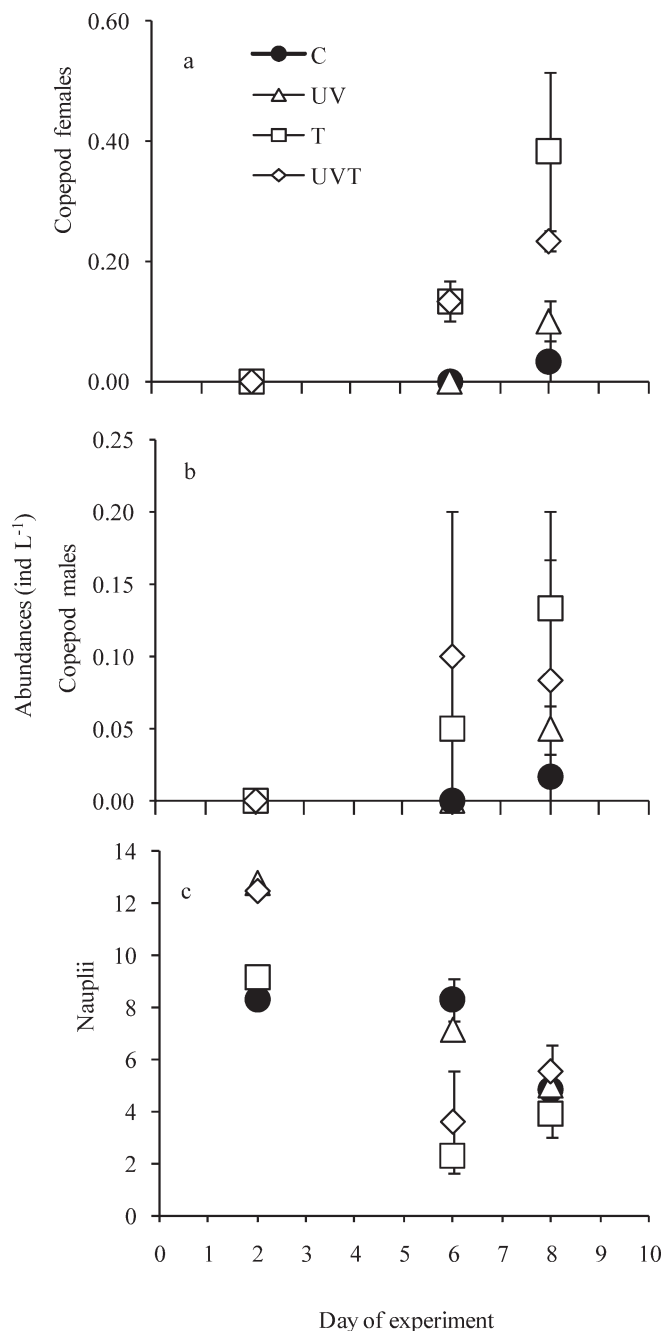 0.60
a
C
UV
T
UVT
Copepod females
0.40
0.20
0.00
0.25
b
0.20
0.15
0.10
0.05
0.00
Abundances (ind L⁻¹)
Copepod males
14
c
12
10
8
6
4
2
0
Nauplii
0 1 2 3 4 5 6 7 8 9 10
Day of experiment